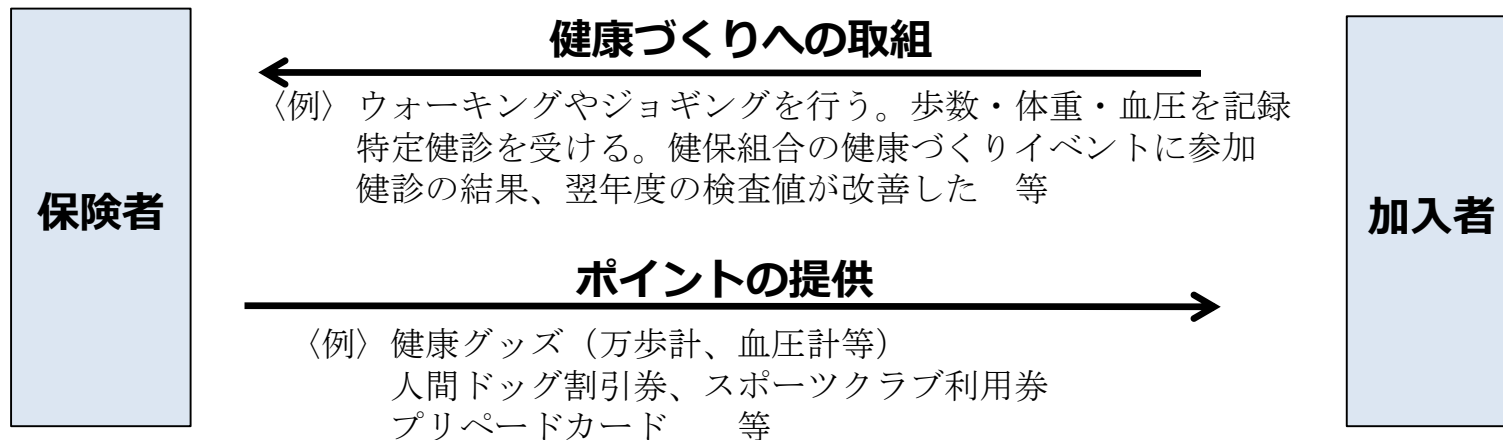 健康づくりへの取組
〈例〉ウォーキングやジョギングを行う。歩数・体重・血圧を記録
特定健診を受ける。健保組合の健康づくりイベントに参加
健診の結果、翌年度の検査値が改善した　等
保険者
加入者
ポイントの提供
〈例〉健康グッズ（万歩計、血圧計等）
人間ドッグ割引券、スポーツクラブ利用券
プリペードカード　　等